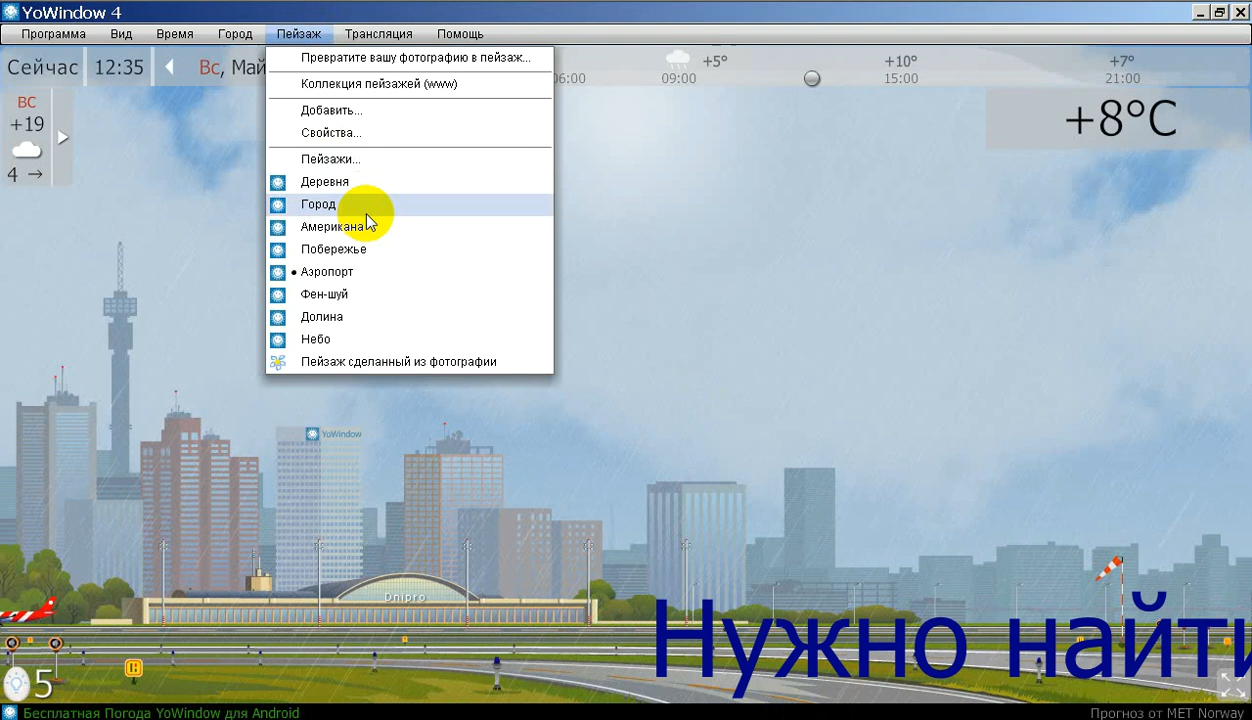 YoWindow 4
Программа Вид Время Город Пейзаж Трансляция Помощь
Сейчас 12:35 Вс, Май
06:00 09:00 +5° +10° 15:00 +7° 21:00
ВС
+19
4 →
+8°C
Превратите вашу фотографию в пейзаж...
Коллекция пейзажей (www)
Добавить...
Свойства...
Пейзажи...
Деревня
Город
Американа
Побережье
Аэропорт
Фен-шуй
Долина
Небо
Пейзаж сделанный из фотографии
YoWindow
Dnipro
Нужно найти
5
Бесплатная Погода YoWindow для Android
Прогноз от MET Norway